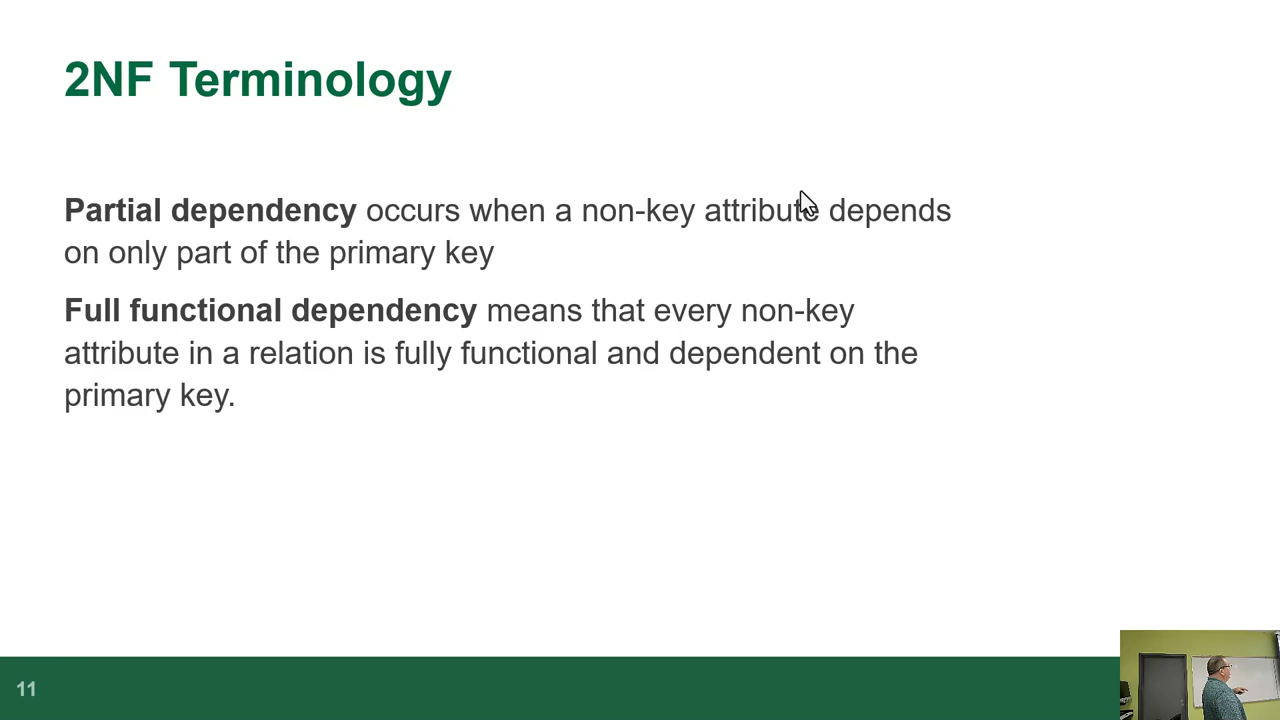 2NF Terminology
Partial dependency occurs when a non-key attribute depends
on only part of the primary key
Full functional dependency means that every non-key
attribute in a relation is fully functional and dependent on the
primary key.
11